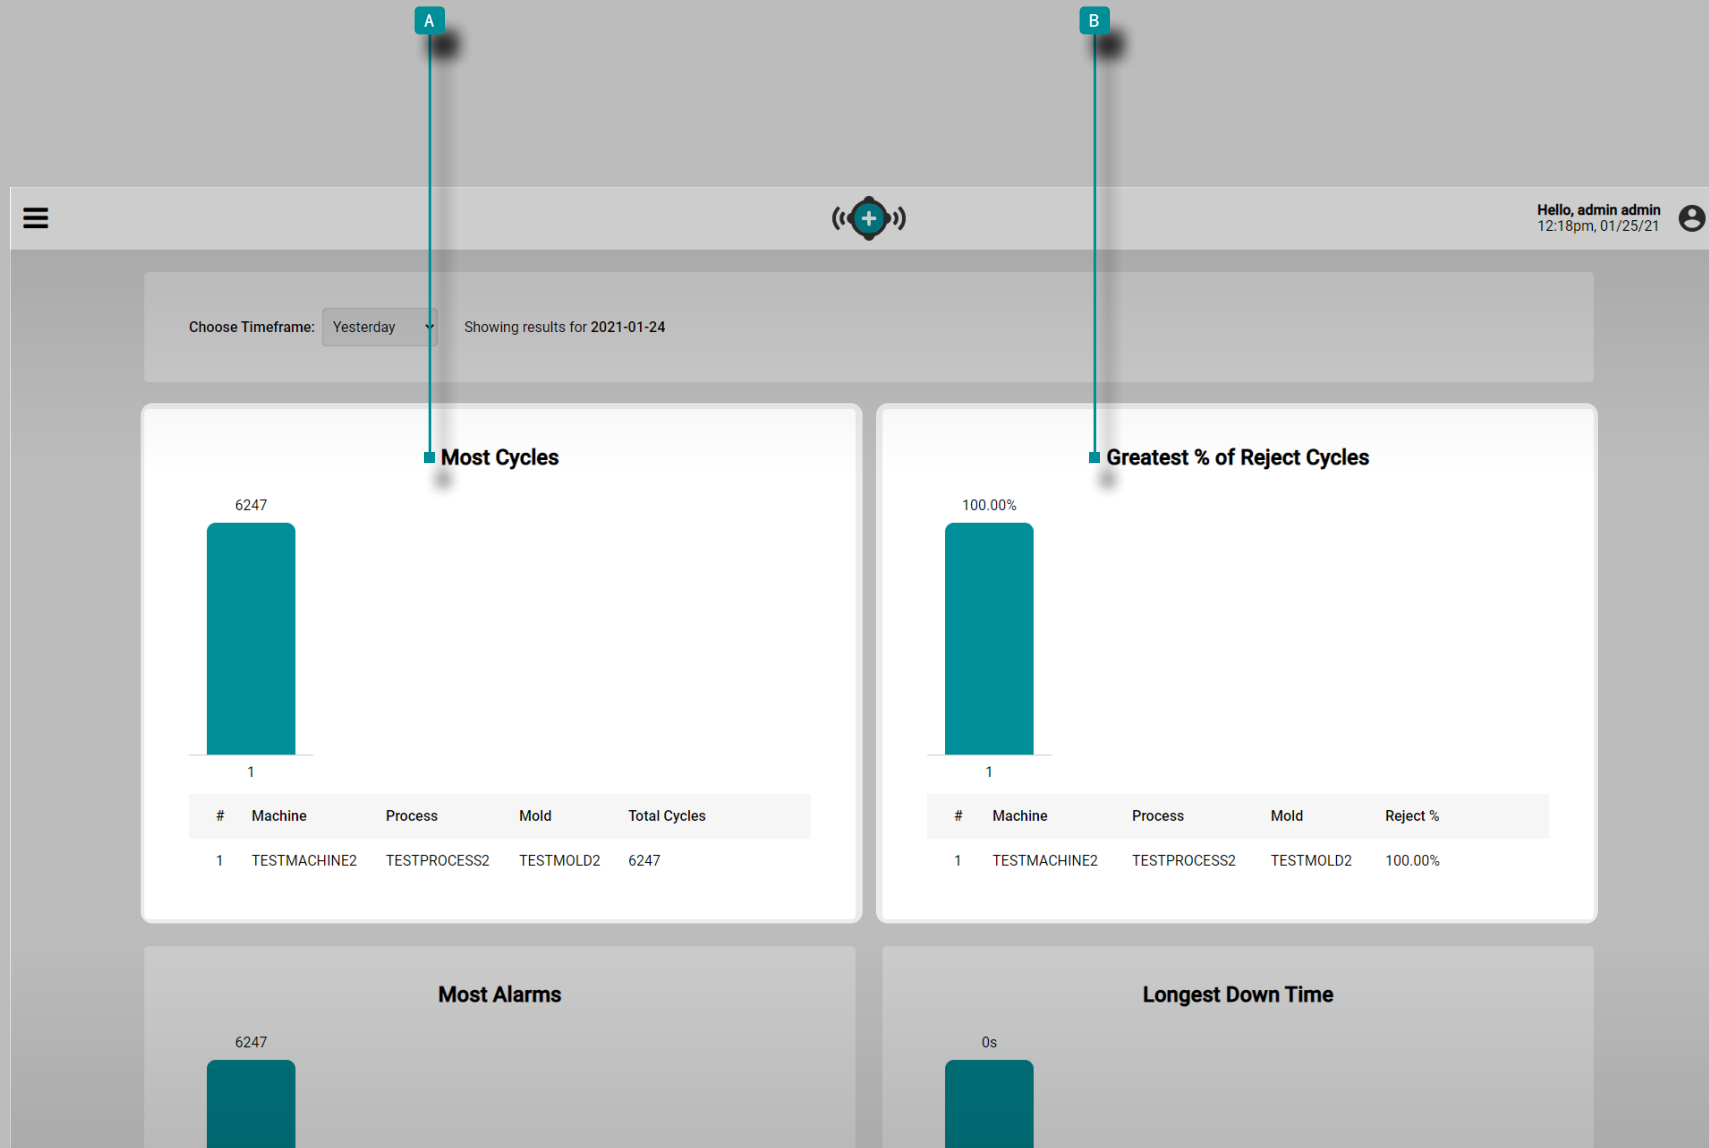 A
B
Hello, admin admin
12:18pm, 01/25/21
Choose Timeframe: Yesterday Showing results for 2021-01-24
Most Cycles
6247
1
# Machine Process Mold Total Cycles
1 TESTMACHINE2 TESTPROCESS2 TESTMOLD2 6247
Greatest % of Reject Cycles
100.00%
1
# Machine Process Mold Reject %
1 TESTMACHINE2 TESTPROCESS2 TESTMOLD2 100.00%
Most Alarms
6247
Longest Down Time
0s